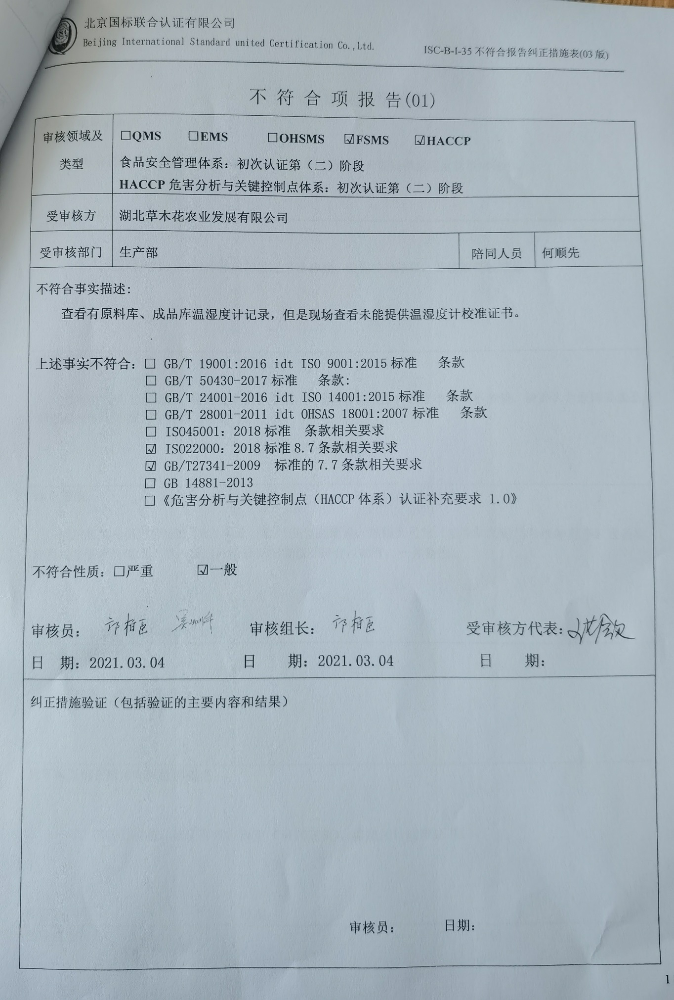 北京国标联合认证有限公司
Beijing International Standard united Certification Co.,Ltd.
ISC-B-I-35 不符合报告纠正措施表(03 版)
不 符 合 项 报 告(01)
审核领域及类型
☐QMS ☐EMS ☐OHSMS ☑FSMS ☑HACCP
食品安全管理体系：初次认证第（二）阶段
HACCP 危害分析与关键控制点体系：初次认证第（二）阶段
受审核方 湖北草木花农业发展有限公司
受审核部门 生产部 陪同人员 何顺先
不符合事实描述：
查看有原料库、成品库温湿度计记录，但是现场查看未能提供温湿度计校准证书。
上述事实不符合：☐ GB/T 19001:2016 idt ISO 9001:2015 标准 条款
☐ GB/T 50430-2017 标准 条款：
☐ GB/T 24001-2016 idt ISO 14001:2015 标准 条款
☐ GB/T 28001-2011 idt OHSAS 18001:2007 标准 条款
☐ ISO45001：2018 标准 条款相关要求
☑ ISO22000：2018 标准 8.7 条款相关要求
☑ GB/T27341-2009 标准的 7.7 条款相关要求
☐ GB 14881-2013
☐《危害分析与关键控制点（HACCP 体系）认证补充要求 1.0》
不符合性质：☐严重 ☑一般
审核员： 审核组长： 受审核方代表：
日 期：2021.03.04 日 期：2021.03.04 日 期：
纠正措施验证（包括验证的主要内容和结果）
审核员： 日期：
1